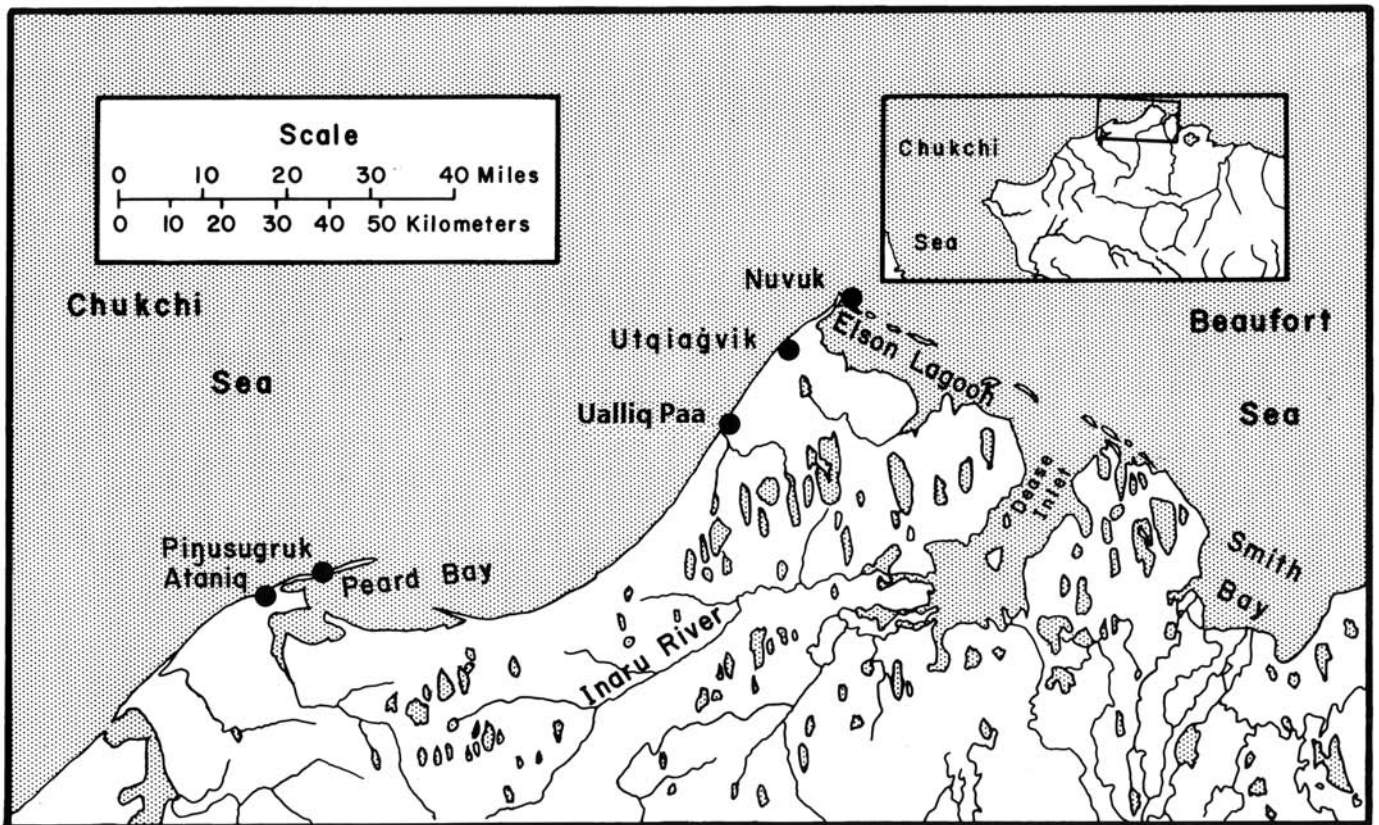 Scale
0 10 20 30 40 Miles
0 10 20 30 40 50 Kilometers
Chukchi
Sea
Chukchi
Sea
Nuvuk
Utqiaġvik
Ualliq Paa
Elson Lagoon
Beaufort
Sea
Dease
Inlet
Smith
Bay
Piŋusugruk
Ataniq
Peard Bay
Inaru River